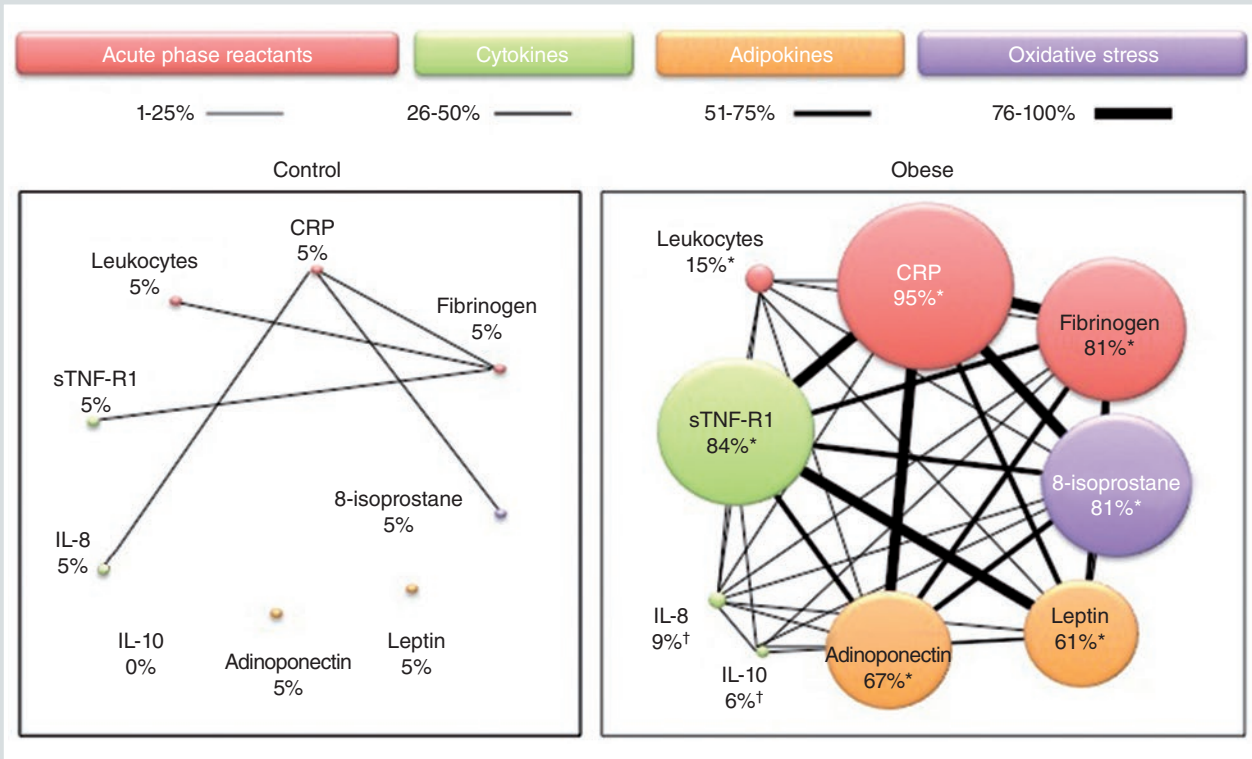 Acute phase reactants
Cytokines
Adipokines
Oxidative stress
1-25%
26-50%
51-75%
76-100%
Control
CRP
5%
Leukocytes
5%
Fibrinogen
5%
sTNF-R1
5%
8-isoprostane
5%
IL-8
5%
IL-10
0%
Adinoponectin
5%
Leptin
5%
Obese
Leukocytes
15%*
CRP
95%*
Fibrinogen
81%*
sTNF-R1
84%*
8-isoprostane
81%*
IL-8
9%†
IL-10
6%†
Adinoponectin
67%*
Leptin
61%*